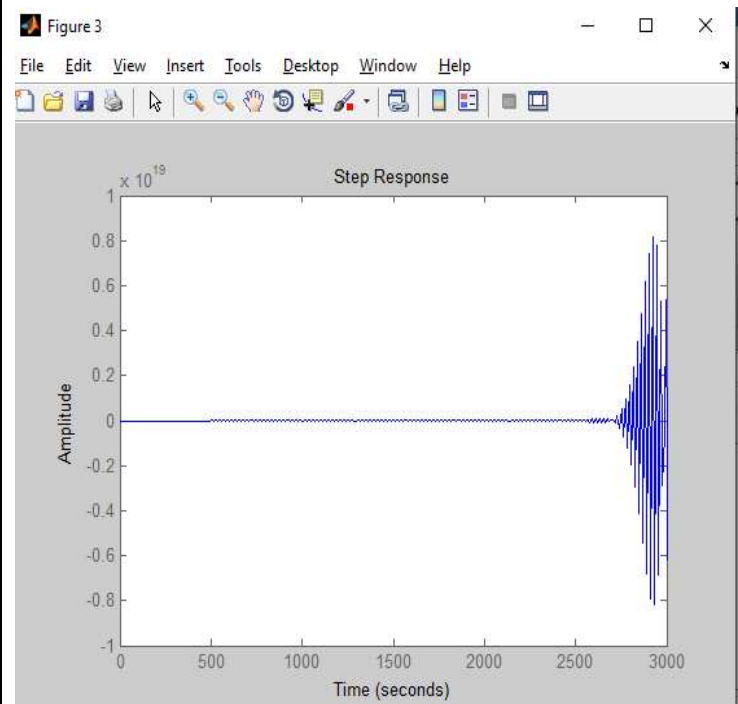 Figure 3
File Edit View Insert Tools Desktop Window Help
x 10^19
Step Response
1
0.8
0.6
0.4
0.2
0
-0.2
-0.4
-0.6
-0.8
-1
Amplitude
0 500 1000 1500 2000 2500 3000
Time (seconds)